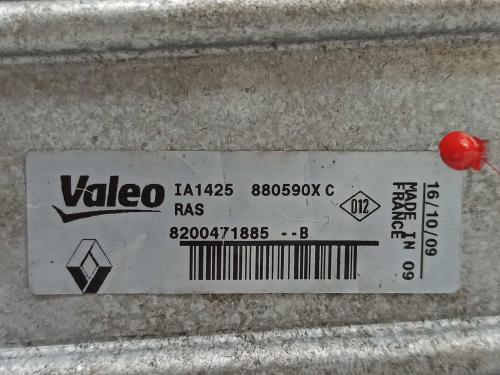 Valeo
IA1425 880590X C
RAS
012
8200471885 --B
16/10/09
MADE IN 09
FRANCE